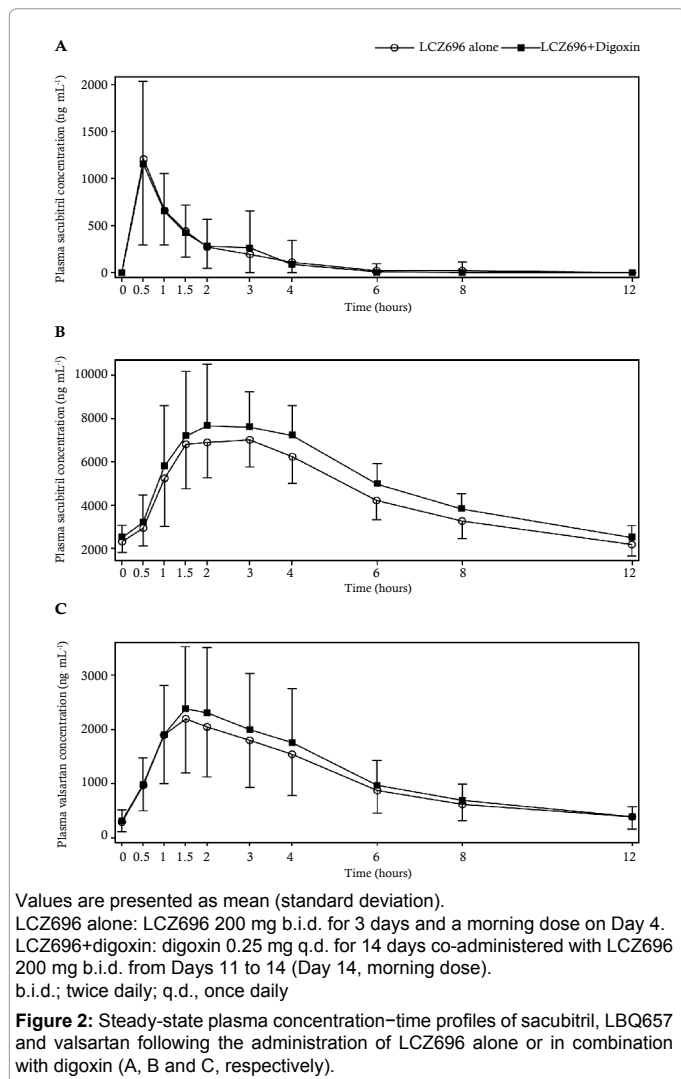 A
LCZ696 alone LCZ696+Digoxin
Plasma sacubitril concentration (ng mL-1)
2000
1500
1000
500
0
0 0.5 1 1.5 2 3 4 6 8 12
Time (hours)
B
Plasma sacubitril concentration (ng mL-1)
10000
8000
6000
4000
2000
0 0.5 1 1.5 2 3 4 6 8 12
Time (hours)
C
Plasma valsartan concentration (ng mL-1)
3000
2000
1000
0
0 0.5 1 1.5 2 3 4 6 8 12
Time (hours)
Values are presented as mean (standard deviation).
LCZ696 alone: LCZ696 200 mg b.i.d. for 3 days and a morning dose on Day 4.
LCZ696+digoxin: digoxin 0.25 mg q.d. for 14 days co-administered with LCZ696
200 mg b.i.d. from Days 11 to 14 (Day 14, morning dose).
b.i.d.; twice daily; q.d., once daily
Figure 2: Steady-state plasma concentration−time profiles of sacubitril, LBQ657
and valsartan following the administration of LCZ696 alone or in combination
with digoxin (A, B and C, respectively).